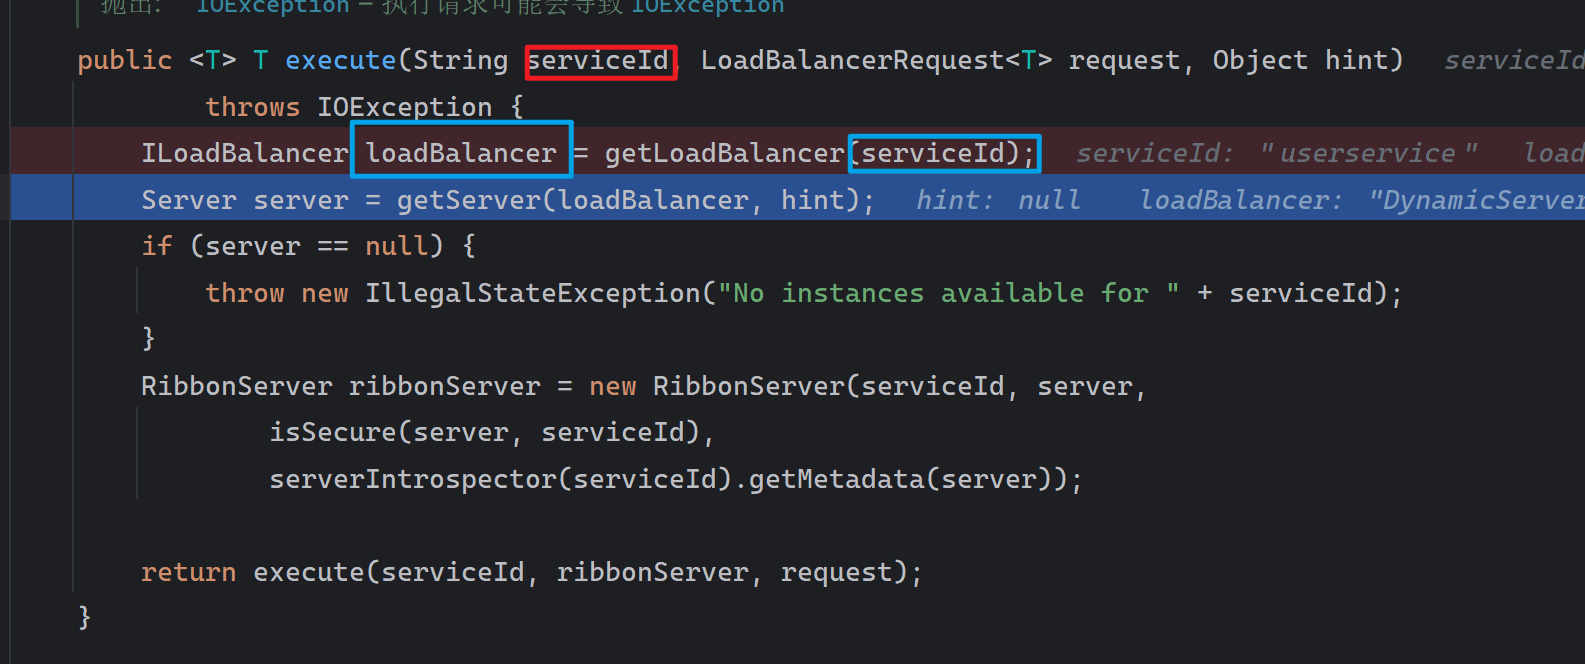 抛出： IOException – 执行请求可能会导致 IOException
public <T> T execute(String serviceId, LoadBalancerRequest<T> request, Object hint) serviceId
throws IOException {
ILoadBalancer loadBalancer = getLoadBalancer(serviceId); serviceId: "userservice" load
Server server = getServer(loadBalancer, hint); hint: null loadBalancer: "DynamicServer
if (server == null) {
throw new IllegalStateException("No instances available for " + serviceId);
}
RibbonServer ribbonServer = new RibbonServer(serviceId, server,
isSecure(server, serviceId),
serverIntrospector(serviceId).getMetadata(server));
return execute(serviceId, ribbonServer, request);
}